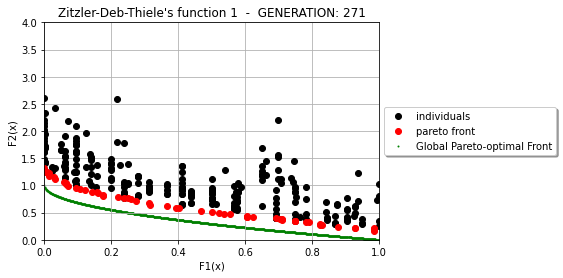 Zitzler-Deb-Thiele's function 1 - GENERATION: 271
4.0
3.5
3.0
2.5
2.0
1.5
1.0
0.5
0.0
F2(x)
0.0 0.2 0.4 0.6 0.8 1.0
F1(x)
individuals
pareto front
Global Pareto-optimal Front